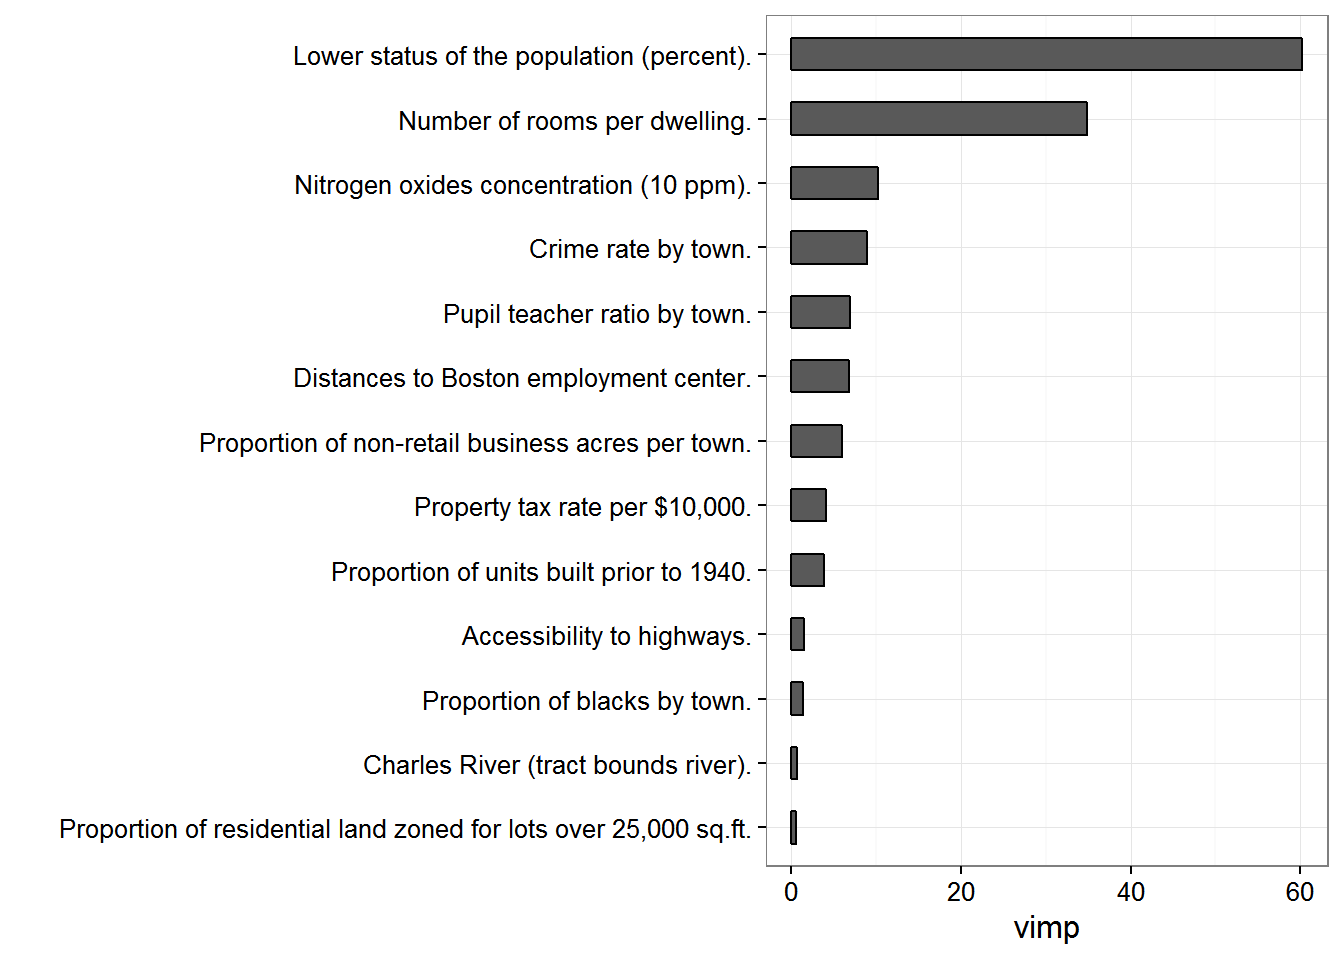 Lower status of the population (percent).
Number of rooms per dwelling.
Nitrogen oxides concentration (10 ppm).
Crime rate by town.
Pupil teacher ratio by town.
Distances to Boston employment center.
Proportion of non-retail business acres per town.
Property tax rate per $10,000.
Proportion of units built prior to 1940.
Accessibility to highways.
Proportion of blacks by town.
Charles River (tract bounds river).
Proportion of residential land zoned for lots over 25,000 sq.ft.
0 20 40 60
vimp